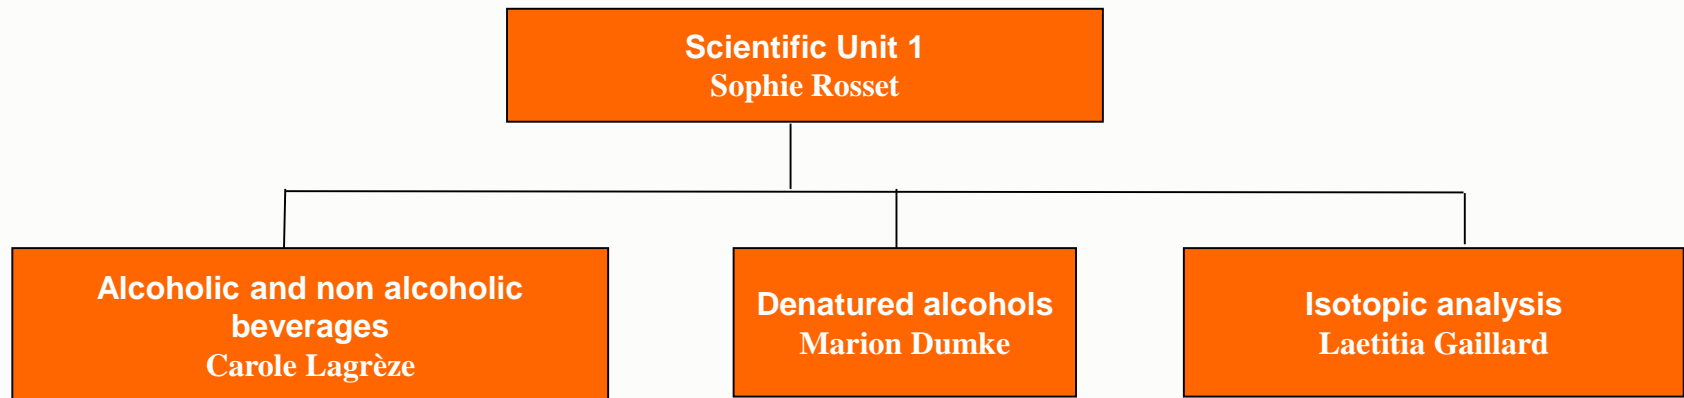 Scientific Unit 1
Sophie Rosset
Alcoholic and non alcoholic
beverages
Carole Lagrèze
Denatured alcohols
Marion Dumke
Isotopic analysis
Laetitia Gaillard